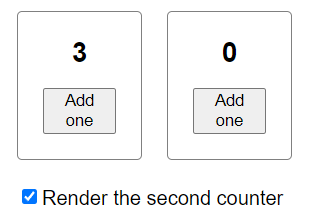 3
Add
one
0
Add
one
Render the second counter